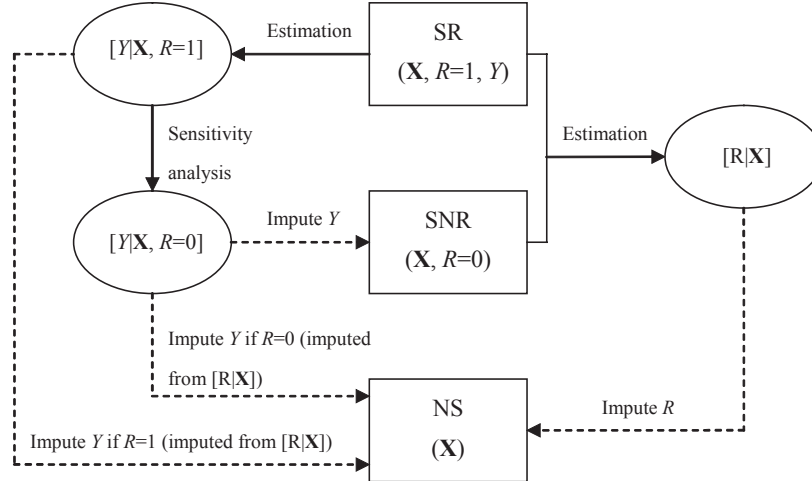 [Y|X, R=1]
Estimation
SR
(X, R=1, Y)
Sensitivity
analysis
Estimation
[R|X]
[Y|X, R=0]
Impute Y
SNR
(X, R=0)
Impute Y if R=0 (imputed
from [R|X])
NS
(X)
Impute R
Impute Y if R=1 (imputed from [R|X])